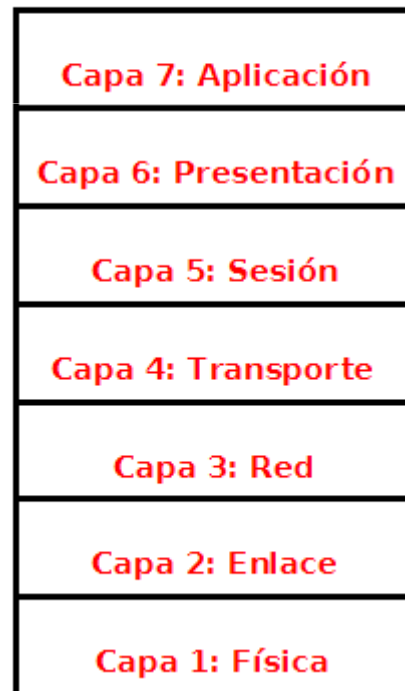 Capa 7: Aplicación
Capa 6: Presentación
Capa 5: Sesión
Capa 4: Transporte
Capa 3: Red
Capa 2: Enlace
Capa 1: Física